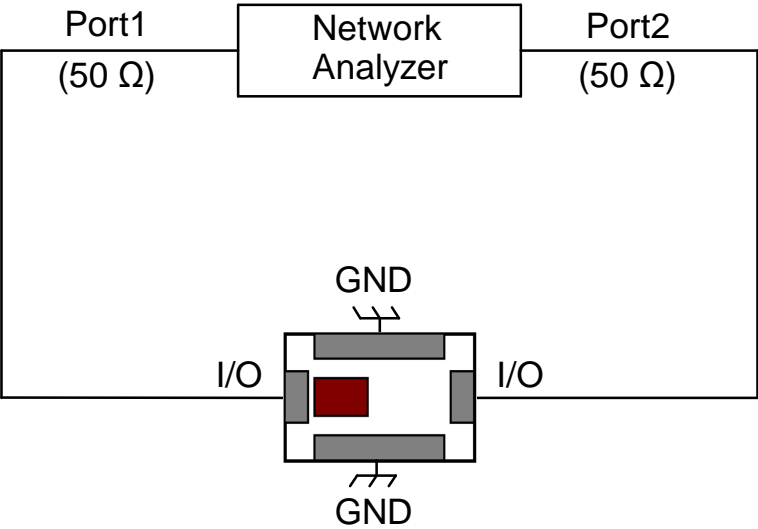 Port1
(50 Ω)
Network
Analyzer
Port2
(50 Ω)
GND
I/O
I/O
GND